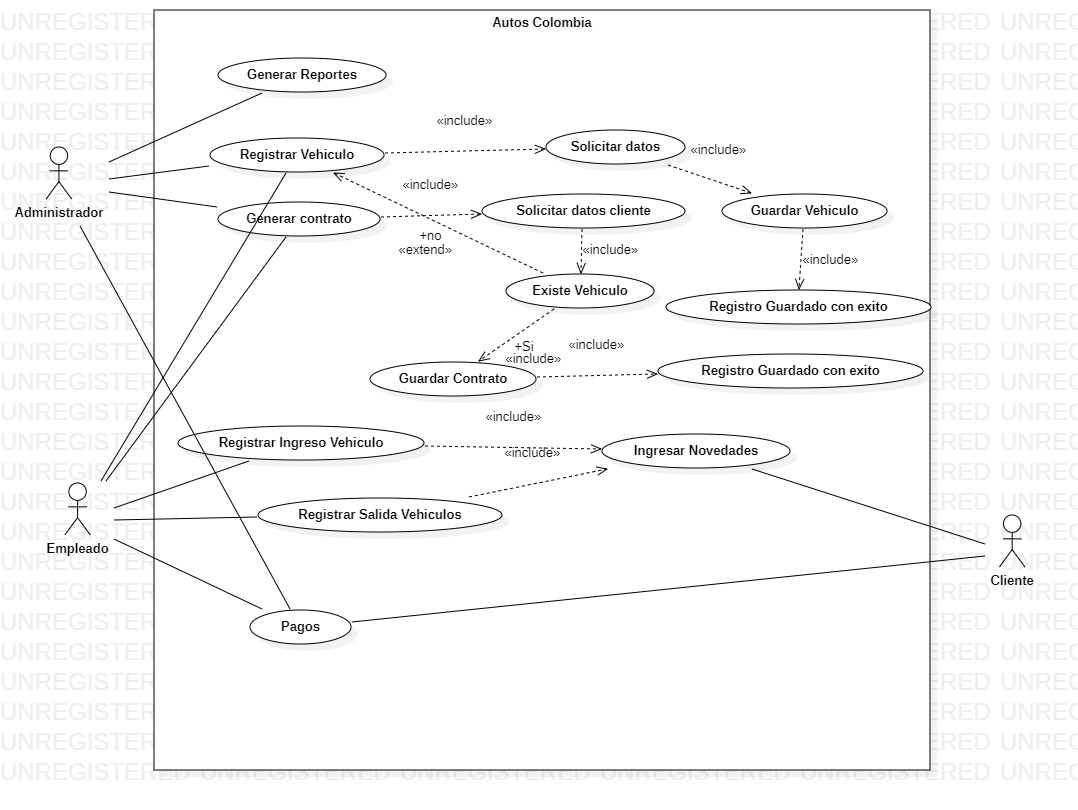 Autos Colombia
Generar Reportes
«include»
Registrar Vehiculo
Solicitar datos
«include»
«include»
Administrador
Generar contrato
Solicitar datos cliente
Guardar Vehiculo
+no
«extend»
«include»
«include»
Existe Vehiculo
Registro Guardado con exito
+Si
«include»
«include»
Guardar Contrato
Registro Guardado con exito
«include»
Registrar Ingreso Vehiculo
«include»
Ingresar Novedades
Registrar Salida Vehiculos
Empleado
Cliente
Pagos
UNREGISTERED UNREGISTERED UNREGISTERED UNREGISTERED UNREGISTERED UNREG